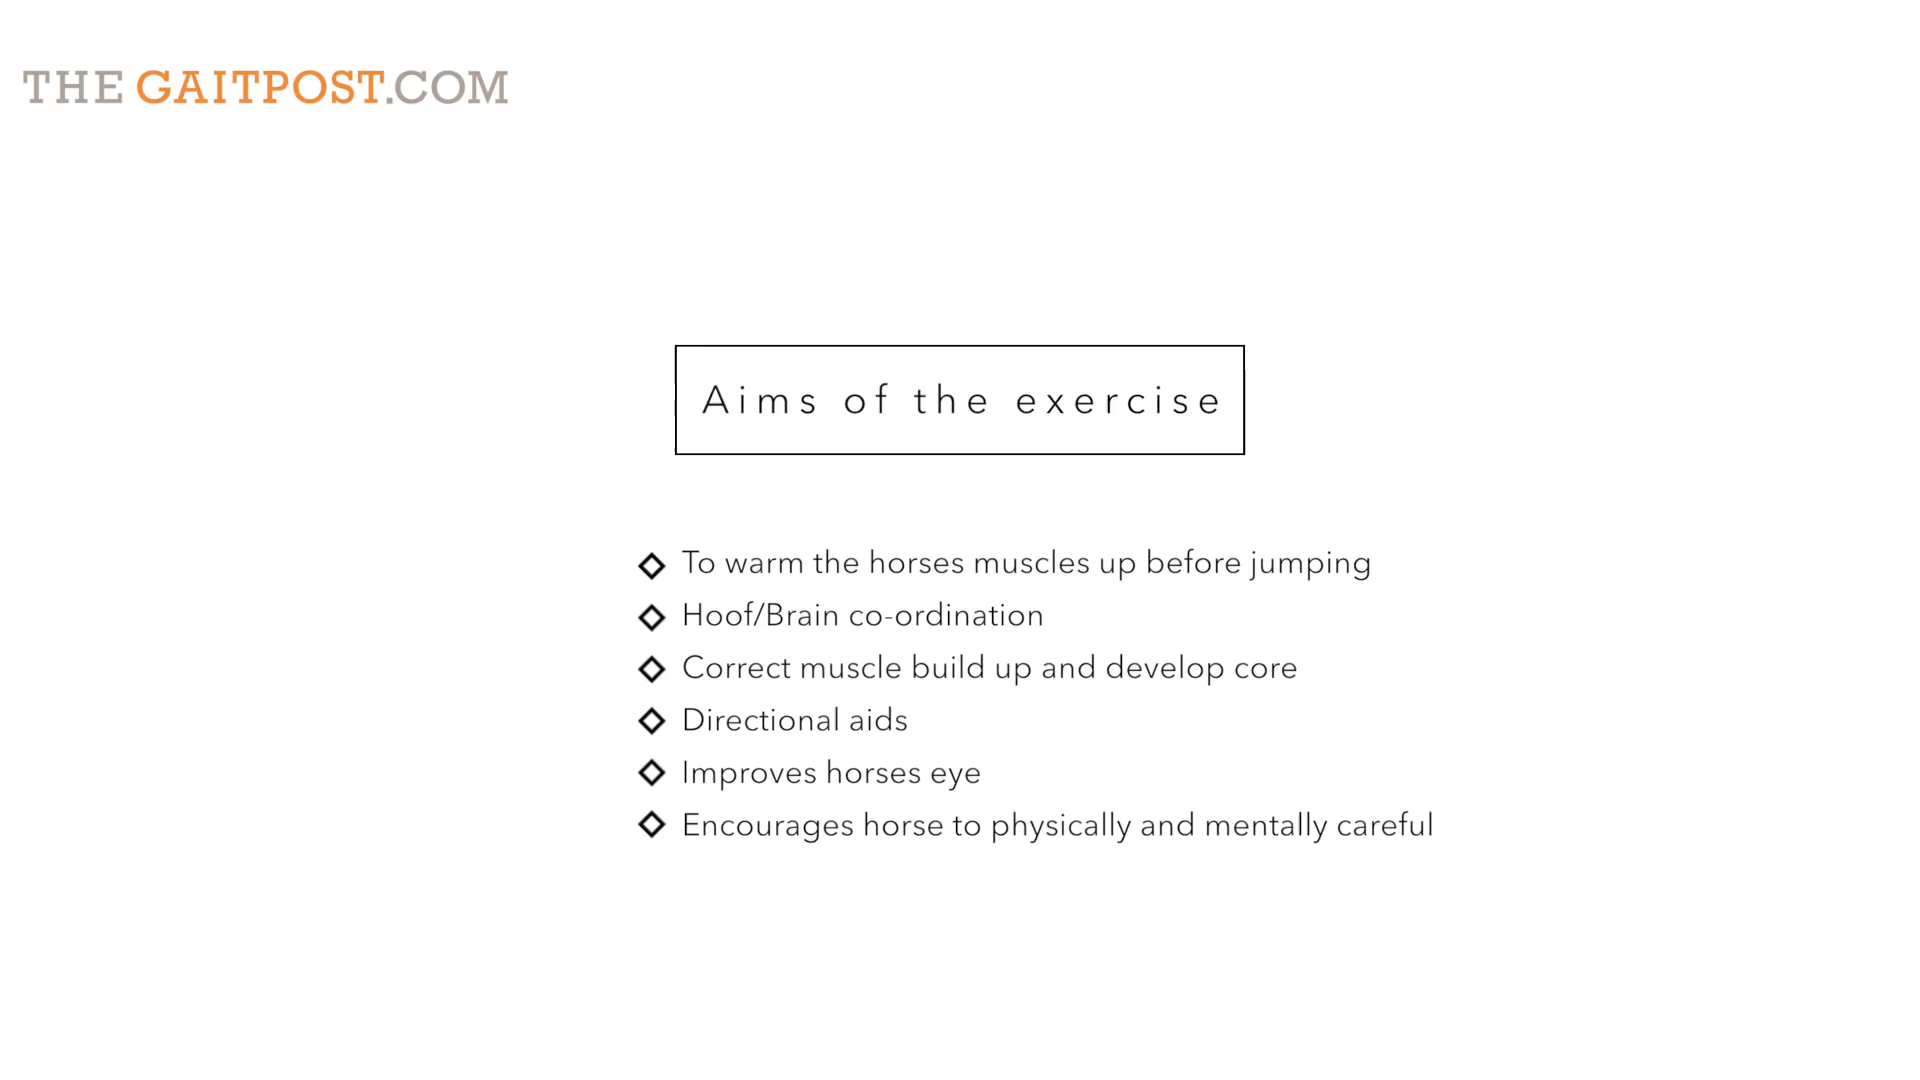 THE GAITPOST.COM
Aims of the exercise
To warm the horses muscles up before jumping
Hoof/Brain co-ordination
Correct muscle build up and develop core
Directional aids
Improves horses eye
Encourages horse to physically and mentally careful